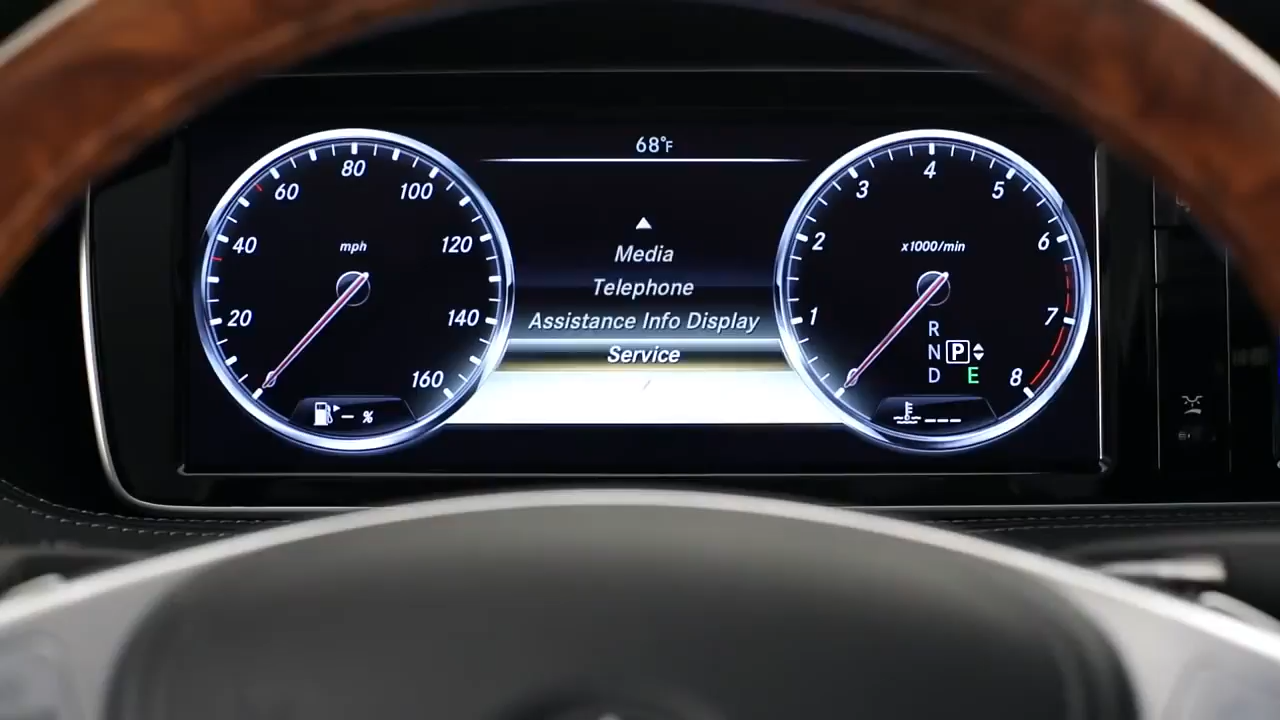 68°F
80
60
100
40
mph
120
20
140
160
– %
Media
Telephone
Assistance Info Display
Service
4
3
5
2
x1000/min
6
1
7
8
R
N P
D E
---